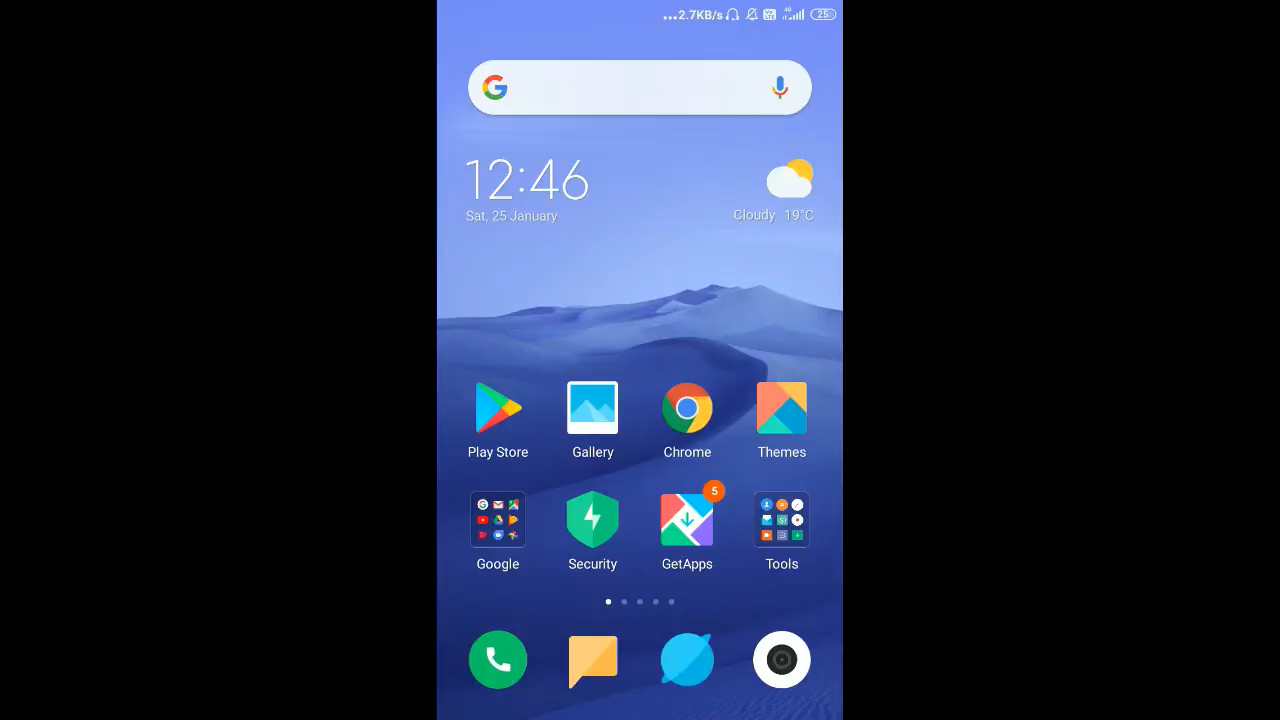 ...2.7KB/s 4G 25
12:46
Sat, 25 January
Cloudy 19°C
Play Store Gallery Chrome Themes
5
Google Security GetApps Tools